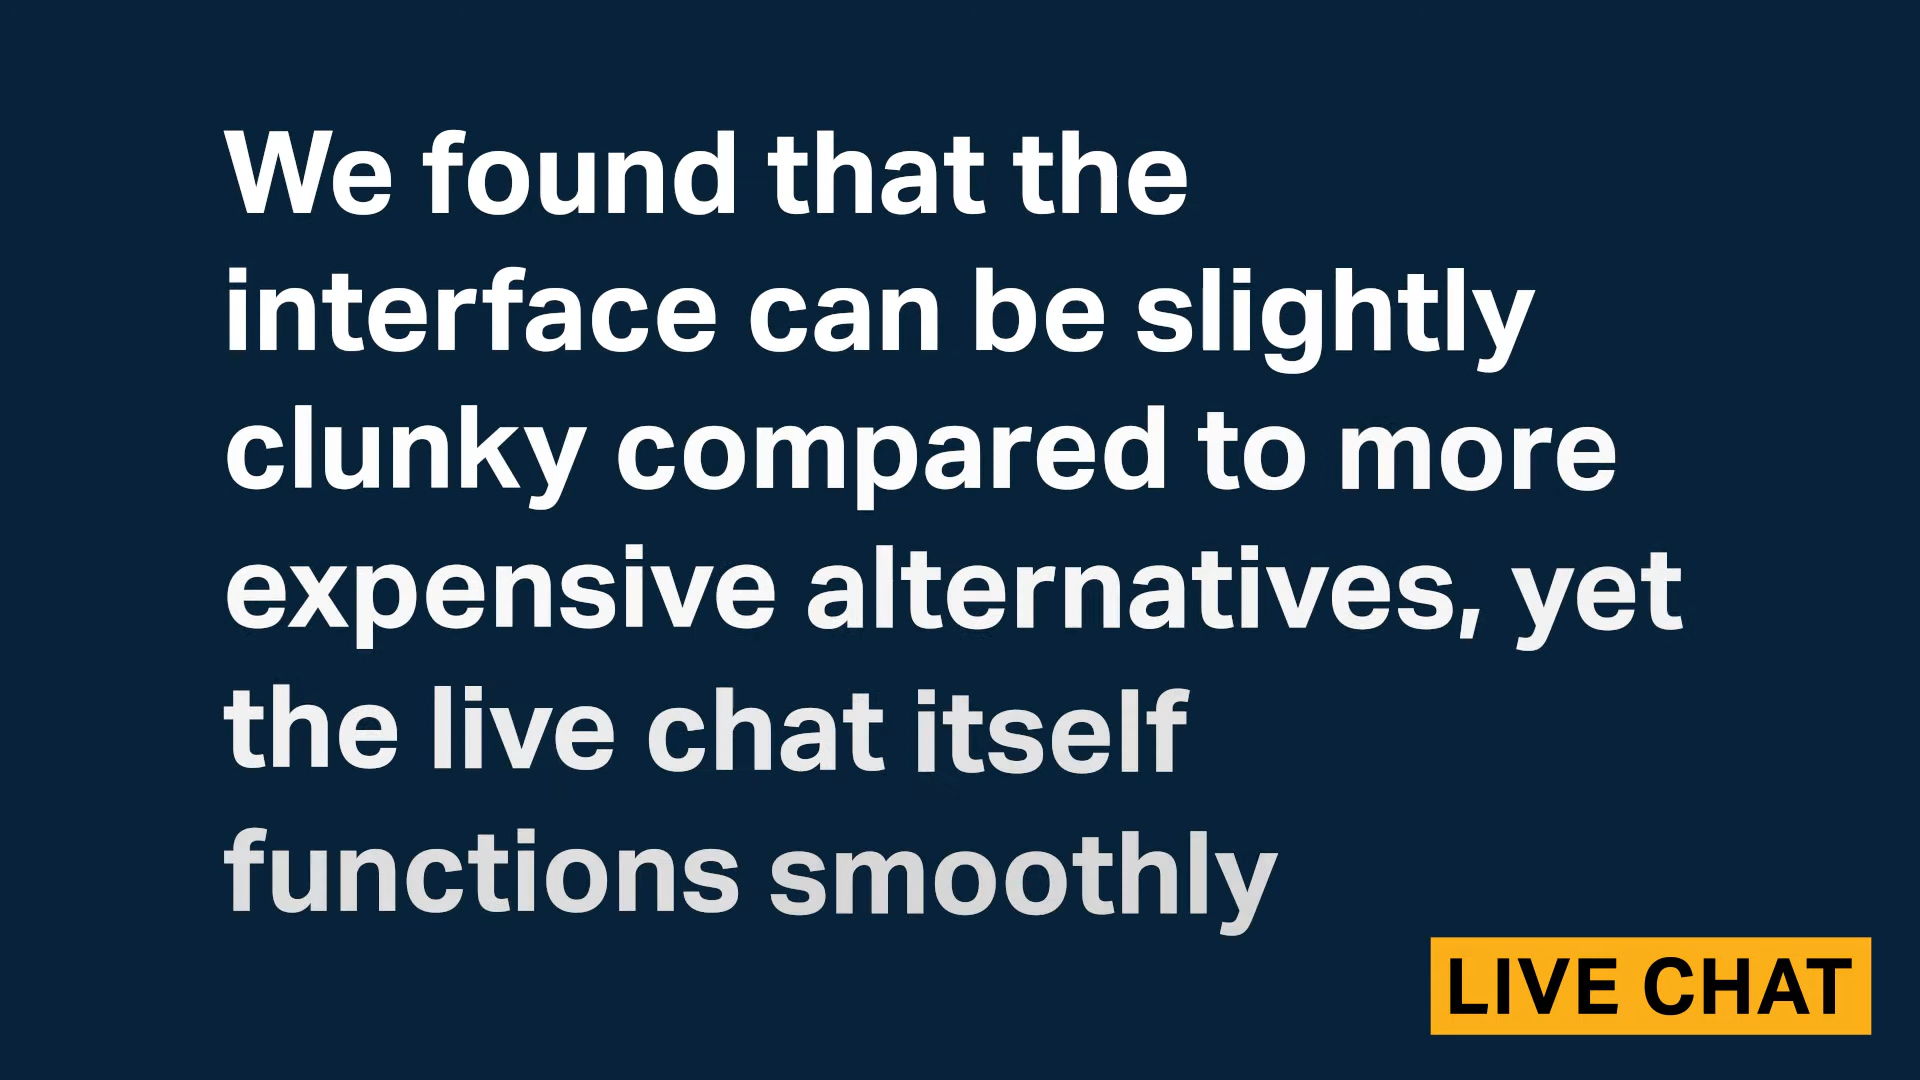 We found that the
interface can be slightly
clunky compared to more
expensive alternatives, yet
the live chat itself
functions smoothly
LIVE CHAT